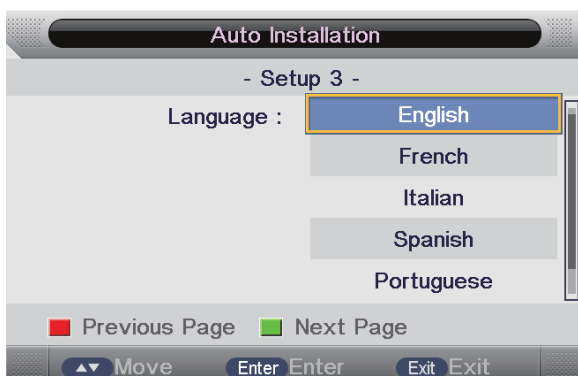 Auto Installation
- Setup 3 -
Language : English
French
Italian
Spanish
Portuguese
Previous Page Next Page
▲▼ Move Enter Enter Exit Exit